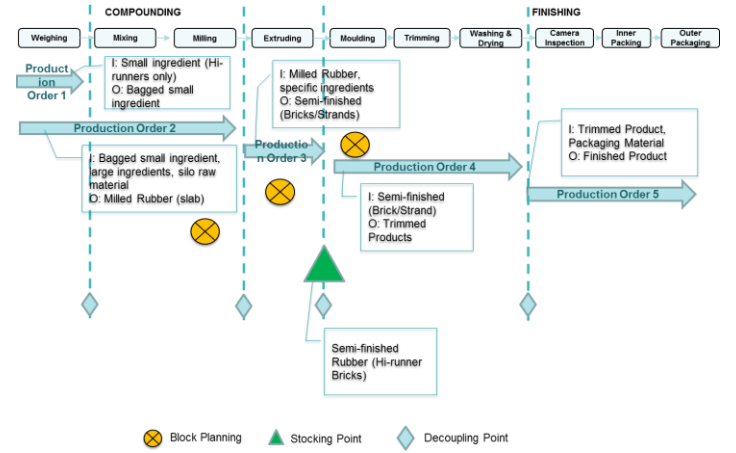 COMPOUNDING
FINISHING
Weighing
Mixing
Milling
Extruding
Moulding
Trimming
Washing &
Drying
Camera
Inspection
Inner
Packing
Outer
Packaging
Product
ion
Order 1
I: Small ingredient (Hi-
runners only)
O: Bagged small
ingredient
Production Order 2
I: Bagged small ingredient,
large ingredients, silo raw
material
O: Milled Rubber (slab)
I: Milled Rubber,
specific ingredients
O: Semi-finished
(Bricks/Strands)
Productio
n Order 3
Production Order 4
I: Semi-finished
(Brick/Strand)
O: Trimmed
Products
I: Trimmed Product,
Packaging Material
O: Finished Product
Production Order 5
Semi-finished
Rubber (Hi-runner
Bricks)
Block Planning
Stocking Point
Decoupling Point